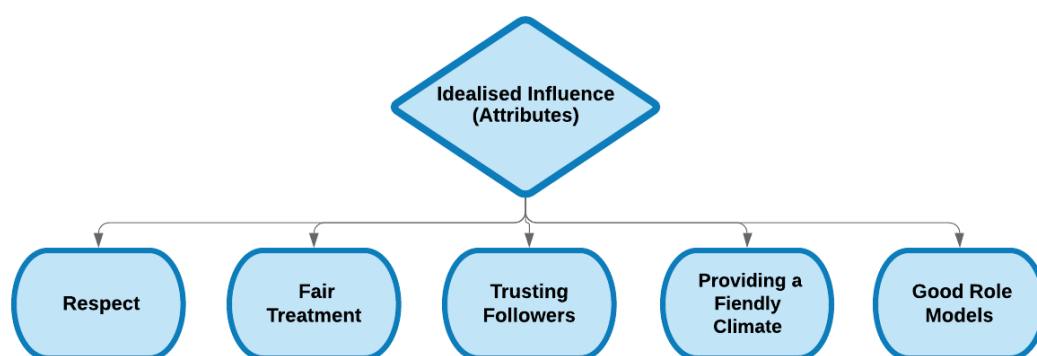 Idealised Influence
(Attributes)
Respect
Fair
Treatment
Trusting
Followers
Providing a
Fiendly
Climate
Good Role
Models